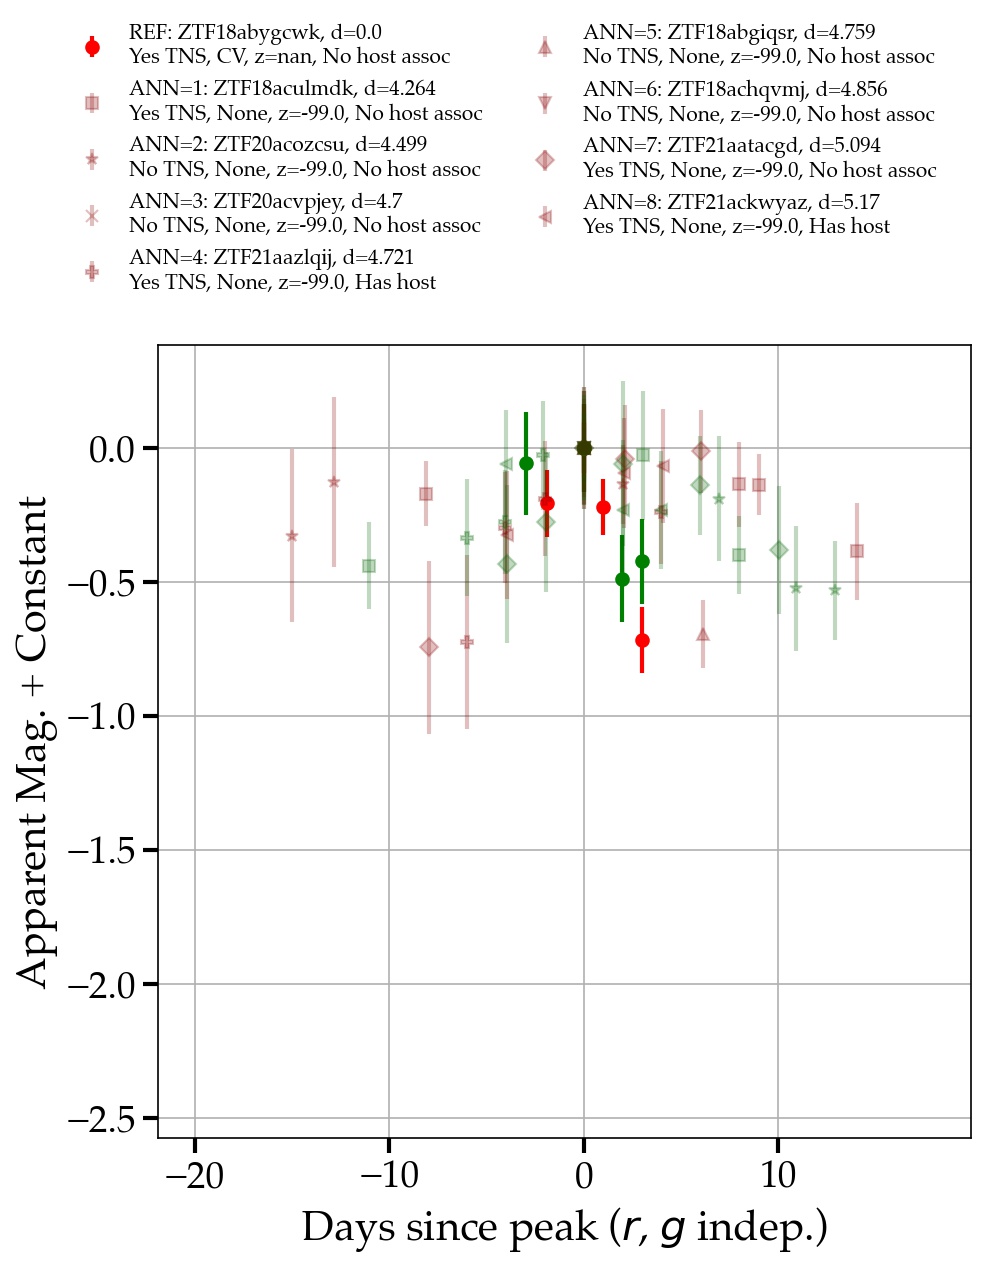 REF: ZTF18abygcwk, d=0.0
Yes TNS, CV, z=nan, No host assoc
ANN=1: ZTF18aculmdk, d=4.264
Yes TNS, None, z=-99.0, No host assoc
ANN=2: ZTF20acozcsu, d=4.499
No TNS, None, z=-99.0, No host assoc
ANN=3: ZTF20acvpjey, d=4.7
No TNS, None, z=-99.0, No host assoc
ANN=4: ZTF21aazlqij, d=4.721
Yes TNS, None, z=-99.0, Has host
ANN=5: ZTF18abgiqsr, d=4.759
No TNS, None, z=-99.0, No host assoc
ANN=6: ZTF18achqvmj, d=4.856
No TNS, None, z=-99.0, No host assoc
ANN=7: ZTF21aatacgd, d=5.094
Yes TNS, None, z=-99.0, No host assoc
ANN=8: ZTF21ackwyaz, d=5.17
Yes TNS, None, z=-99.0, Has host
Apparent Mag. + Constant
0.0
−0.5
−1.0
−1.5
−2.0
−2.5
−20 −10 0 10
Days since peak (r, g indep.)